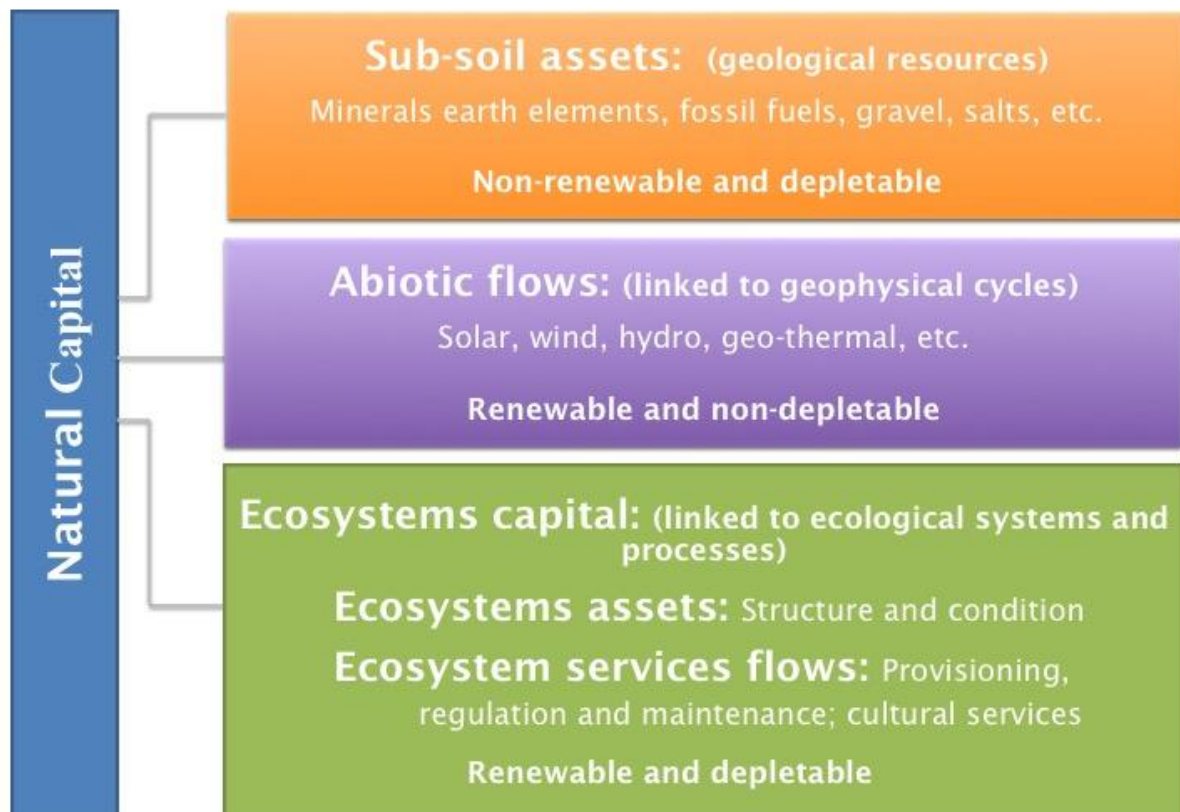 Natural Capital
Sub-soil assets: (geological resources)
Minerals earth elements, fossil fuels, gravel, salts, etc.
Non-renewable and depletable
Abiotic flows: (linked to geophysical cycles)
Solar, wind, hydro, geo-thermal, etc.
Renewable and non-depletable
Ecosystems capital: (linked to ecological systems and
processes)
Ecosystems assets: Structure and condition
Ecosystem services flows: Provisioning,
regulation and maintenance; cultural services
Renewable and depletable